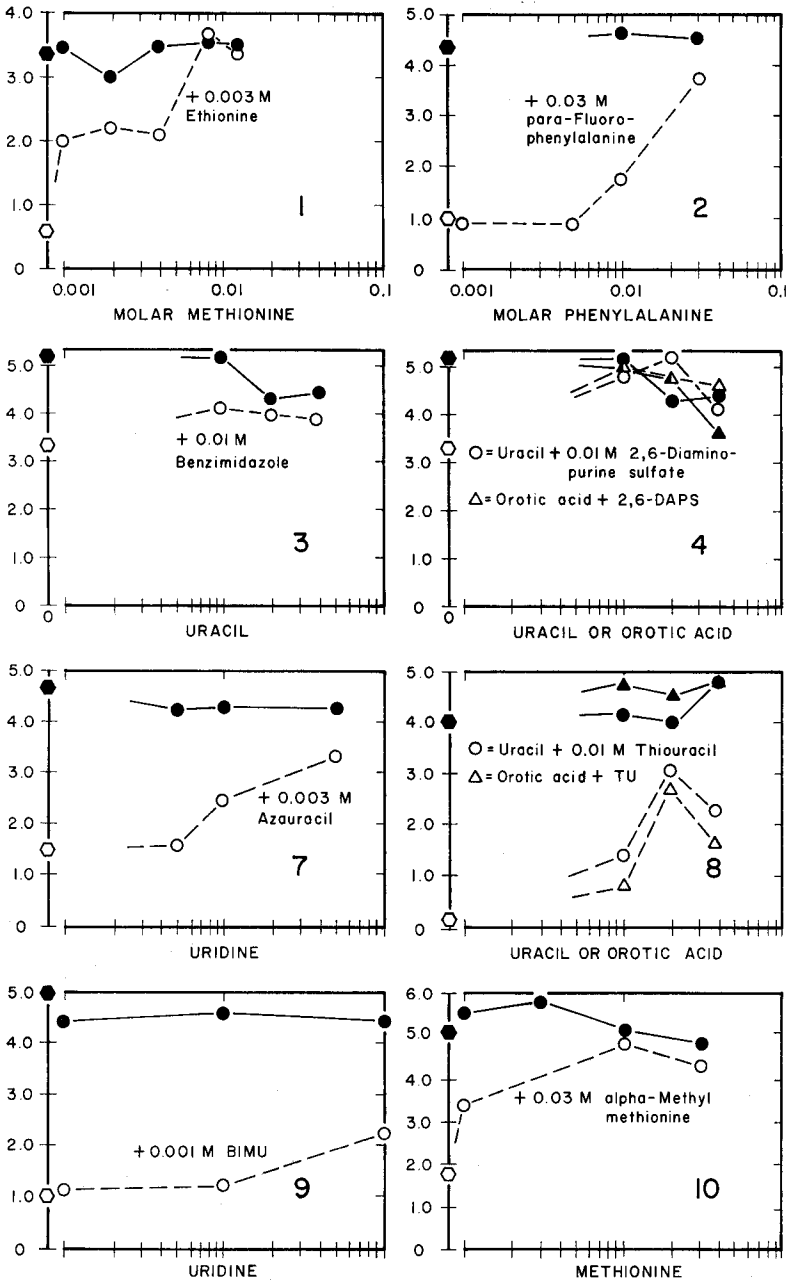 4.0
3.0
2.0
1.0
0
+ 0.003 M
Ethionine
1
0.001
0.01
0.1
MOLAR METHIONINE
5.0
4.0
3.0
2.0
1.0
0
+ 0.03 M
para-Fluoro-
phenylalanine
2
0.001
0.01
0.1
MOLAR PHENYLALANINE
5.0
4.0
3.0
2.0
1.0
0
0
+ 0.01 M
Benzimidazole
3
URACIL
5.0
4.0
3.0
2.0
1.0
0
0
O = Uracil + 0.01 M 2,6-Diamino-
purine sulfate
Δ = Orotic acid + 2,6-DAPS
4
URACIL OR OROTIC ACID
5.0
4.0
3.0
2.0
1.0
0
+ 0.003 M
Azauracil
7
URIDINE
5.0
4.0
3.0
2.0
1.0
0
O = Uracil + 0.01 M Thiouracil
Δ = Orotic acid + TU
8
URACIL OR OROTIC ACID
5.0
4.0
3.0
2.0
1.0
0
+ 0.001 M BIMU
9
URIDINE
6.0
5.0
4.0
3.0
2.0
1.0
0
+ 0.03 M alpha-Methyl
methionine
10
METHIONINE